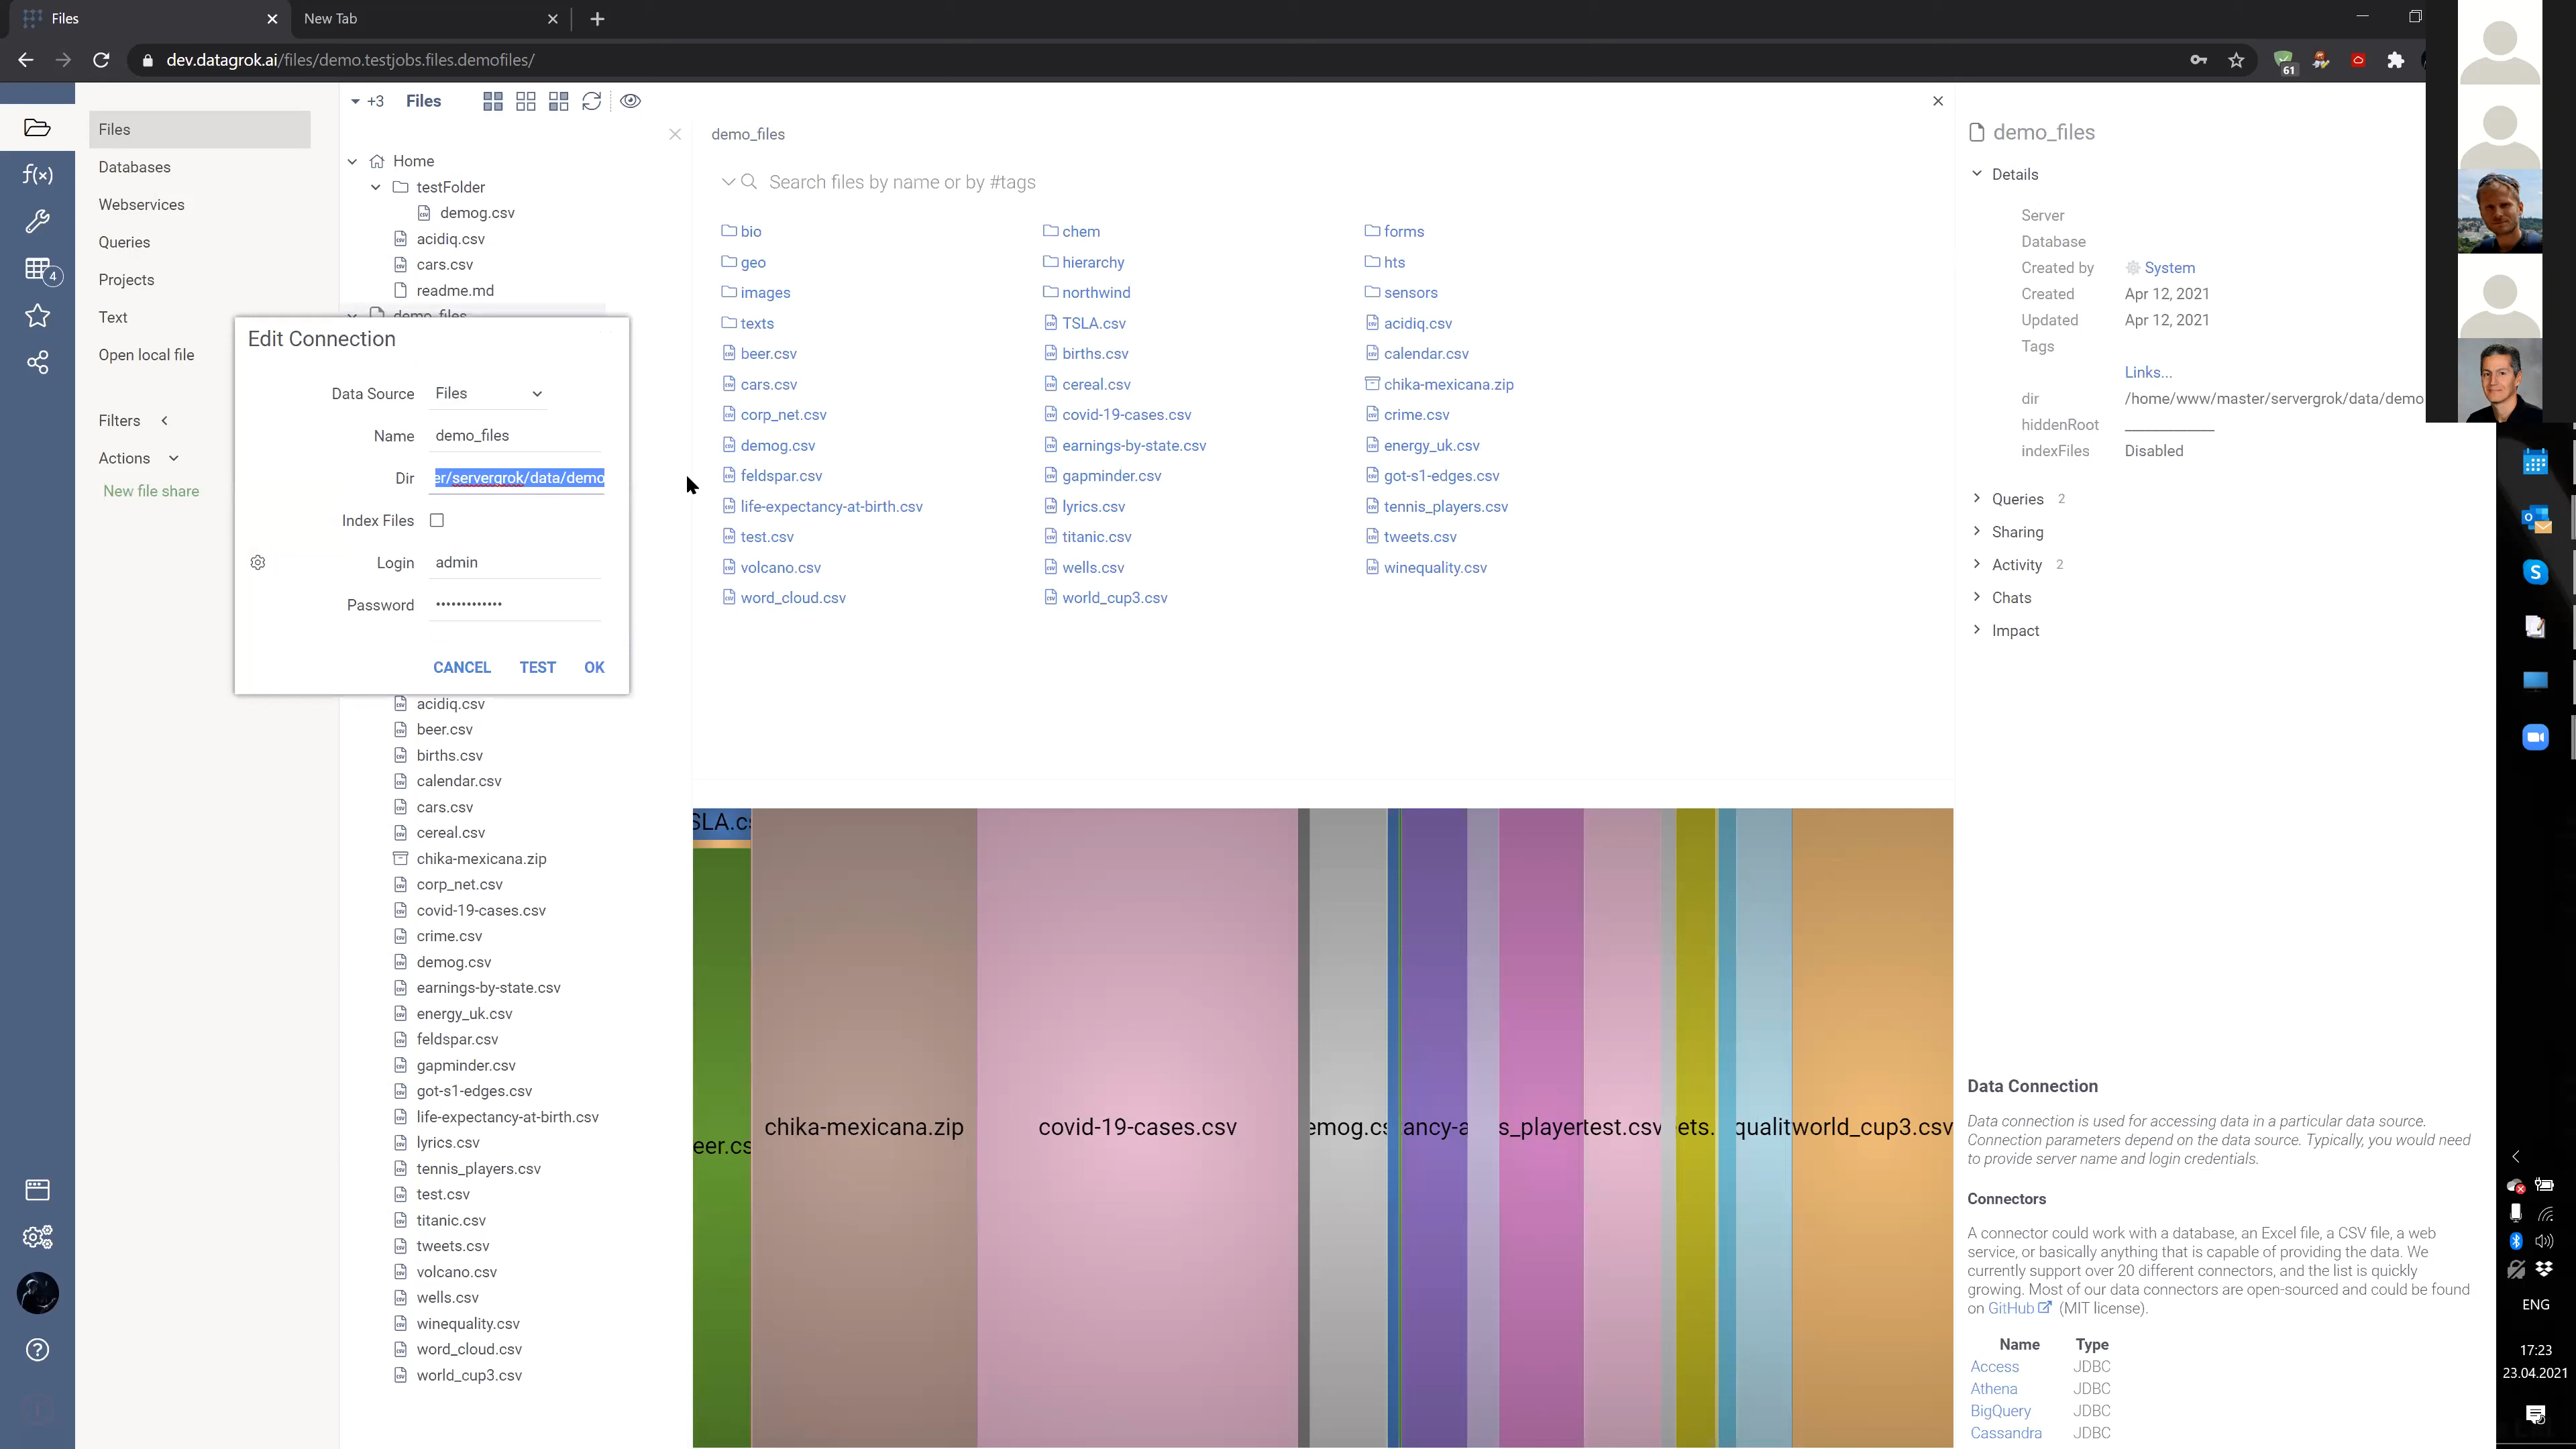 Files
New Tab
dev.datagrok.ai/files/demo.testjobs.files.demofiles/
61
+3 Files
Files
Databases
Webservices
Queries
Projects
Text
Open local file
Filters
Actions
New file share
f(x)
4
Home
testFolder
demog.csv
acidiq.csv
cars.csv
readme.md
demo_files
Edit Connection
Data Source Files
Name demo_files
Dir er/servergrok/data/demo
Index Files
Login admin
Password •••••••••••••
CANCEL TEST OK
acidiq.csv
beer.csv
births.csv
calendar.csv
cars.csv
cereal.csv
chika-mexicana.zip
corp_net.csv
covid-19-cases.csv
crime.csv
demog.csv
earnings-by-state.csv
energy_uk.csv
feldspar.csv
gapminder.csv
got-s1-edges.csv
life-expectancy-at-birth.csv
lyrics.csv
tennis_players.csv
test.csv
titanic.csv
tweets.csv
volcano.csv
wells.csv
winequality.csv
word_cloud.csv
world_cup3.csv
demo_files
Search files by name or by #tags
bio chem forms
geo hierarchy hts
images northwind sensors
texts TSLA.csv acidiq.csv
beer.csv births.csv calendar.csv
cars.csv cereal.csv chika-mexicana.zip
corp_net.csv covid-19-cases.csv crime.csv
demog.csv earnings-by-state.csv energy_uk.csv
feldspar.csv gapminder.csv got-s1-edges.csv
life-expectancy-at-birth.csv lyrics.csv tennis_players.csv
test.csv titanic.csv tweets.csv
volcano.csv wells.csv winequality.csv
word_cloud.csv world_cup3.csv
SLA.cs
eer.cs chika-mexicana.zip covid-19-cases.csv emog.cs ancy-a s_player test.csv ets. qualit world_cup3.csv
demo_files
Details
Server
Database
Created by System
Created Apr 12, 2021
Updated Apr 12, 2021
Tags
Links...
dir /home/www/master/servergrok/data/demo
hiddenRoot
indexFiles Disabled
Queries 2
Sharing
Activity 2
Chats
Impact
Data Connection
Data connection is used for accessing data in a particular data source.
Connection parameters depend on the data source. Typically, you would need
to provide server name and login credentials.
Connectors
A connector could work with a database, an Excel file, a CSV file, a web
service, or basically anything that is capable of providing the data. We
currently support over 20 different connectors, and the list is quickly
growing. Most of our data connectors are open-sourced and could be found
on GitHub (MIT license).
Name Type
Access JDBC
Athena JDBC
BigQuery JDBC
Cassandra JDBC
ENG
17:23
23.04.2021